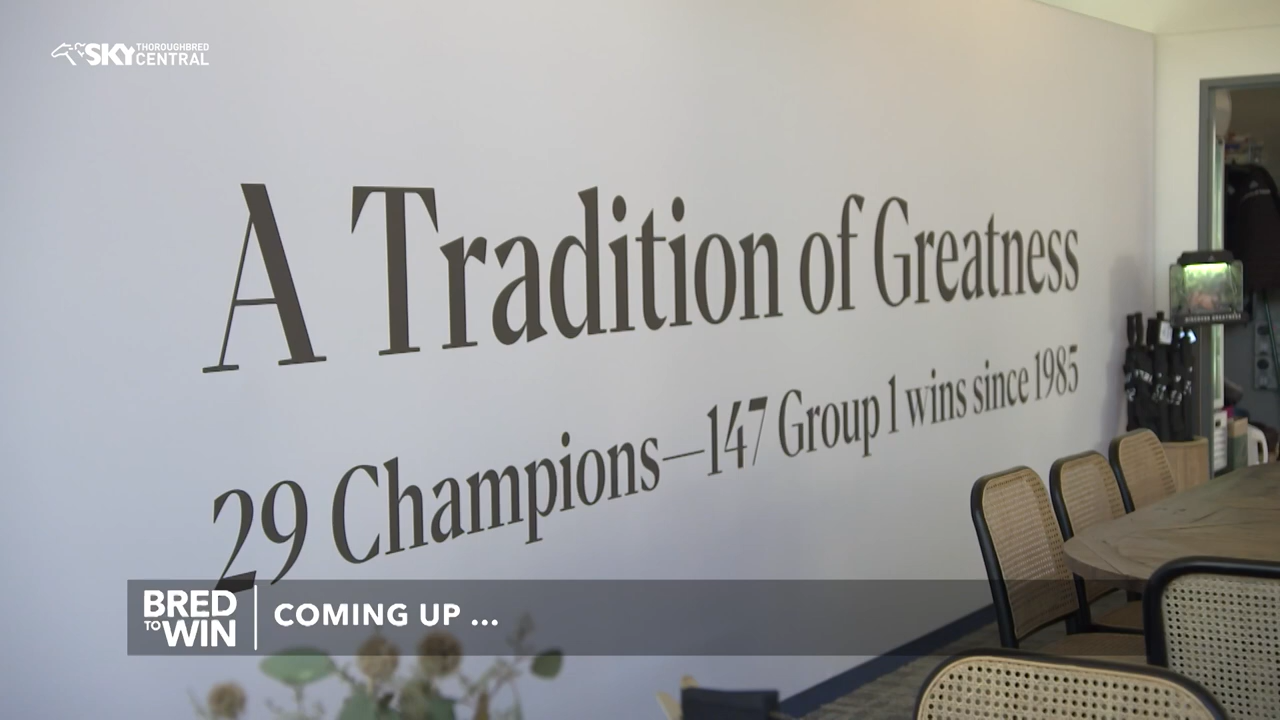 SKY THOROUGHBRED CENTRAL
A Tradition of Greatness
29 Champions—147 Group 1 wins since 1985
BRED TO WIN
COMING UP ...